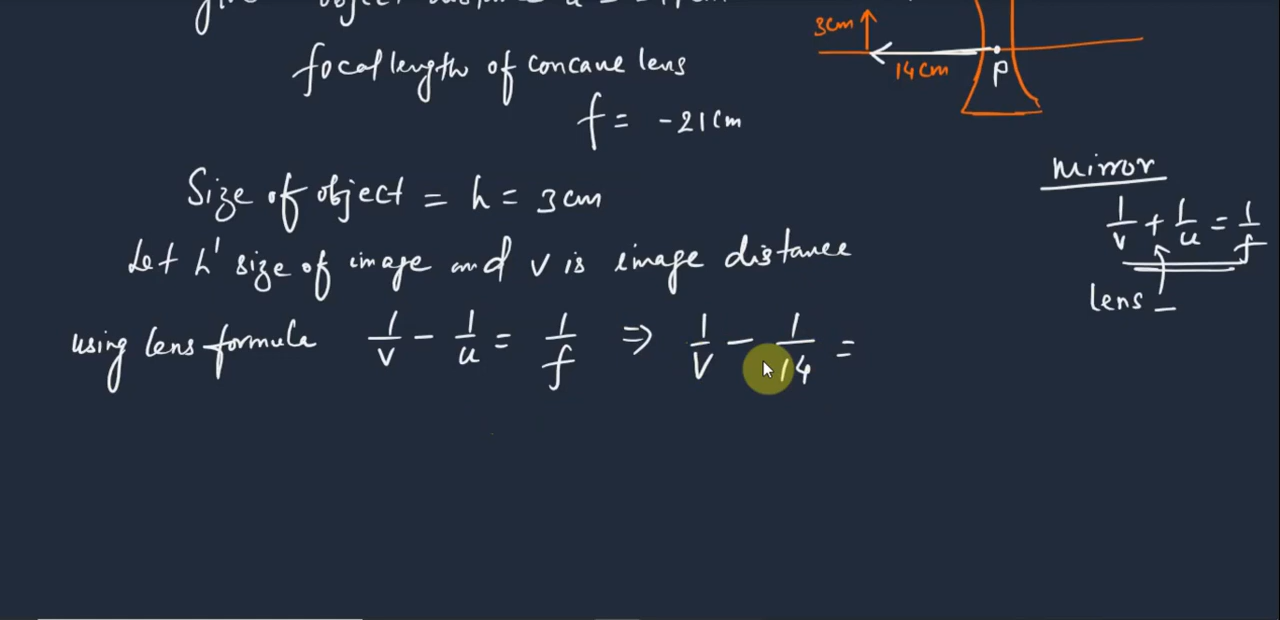 3cm
focal length of concave lens
14cm
P
f = -21cm
mirror
Size of object = h = 3cm
1/v + 1/u = 1/f
Let h' size of image and v is image distance
lens -
using lens formula 1/v - 1/u = 1/f ⇒ 1/v - 1/14 =